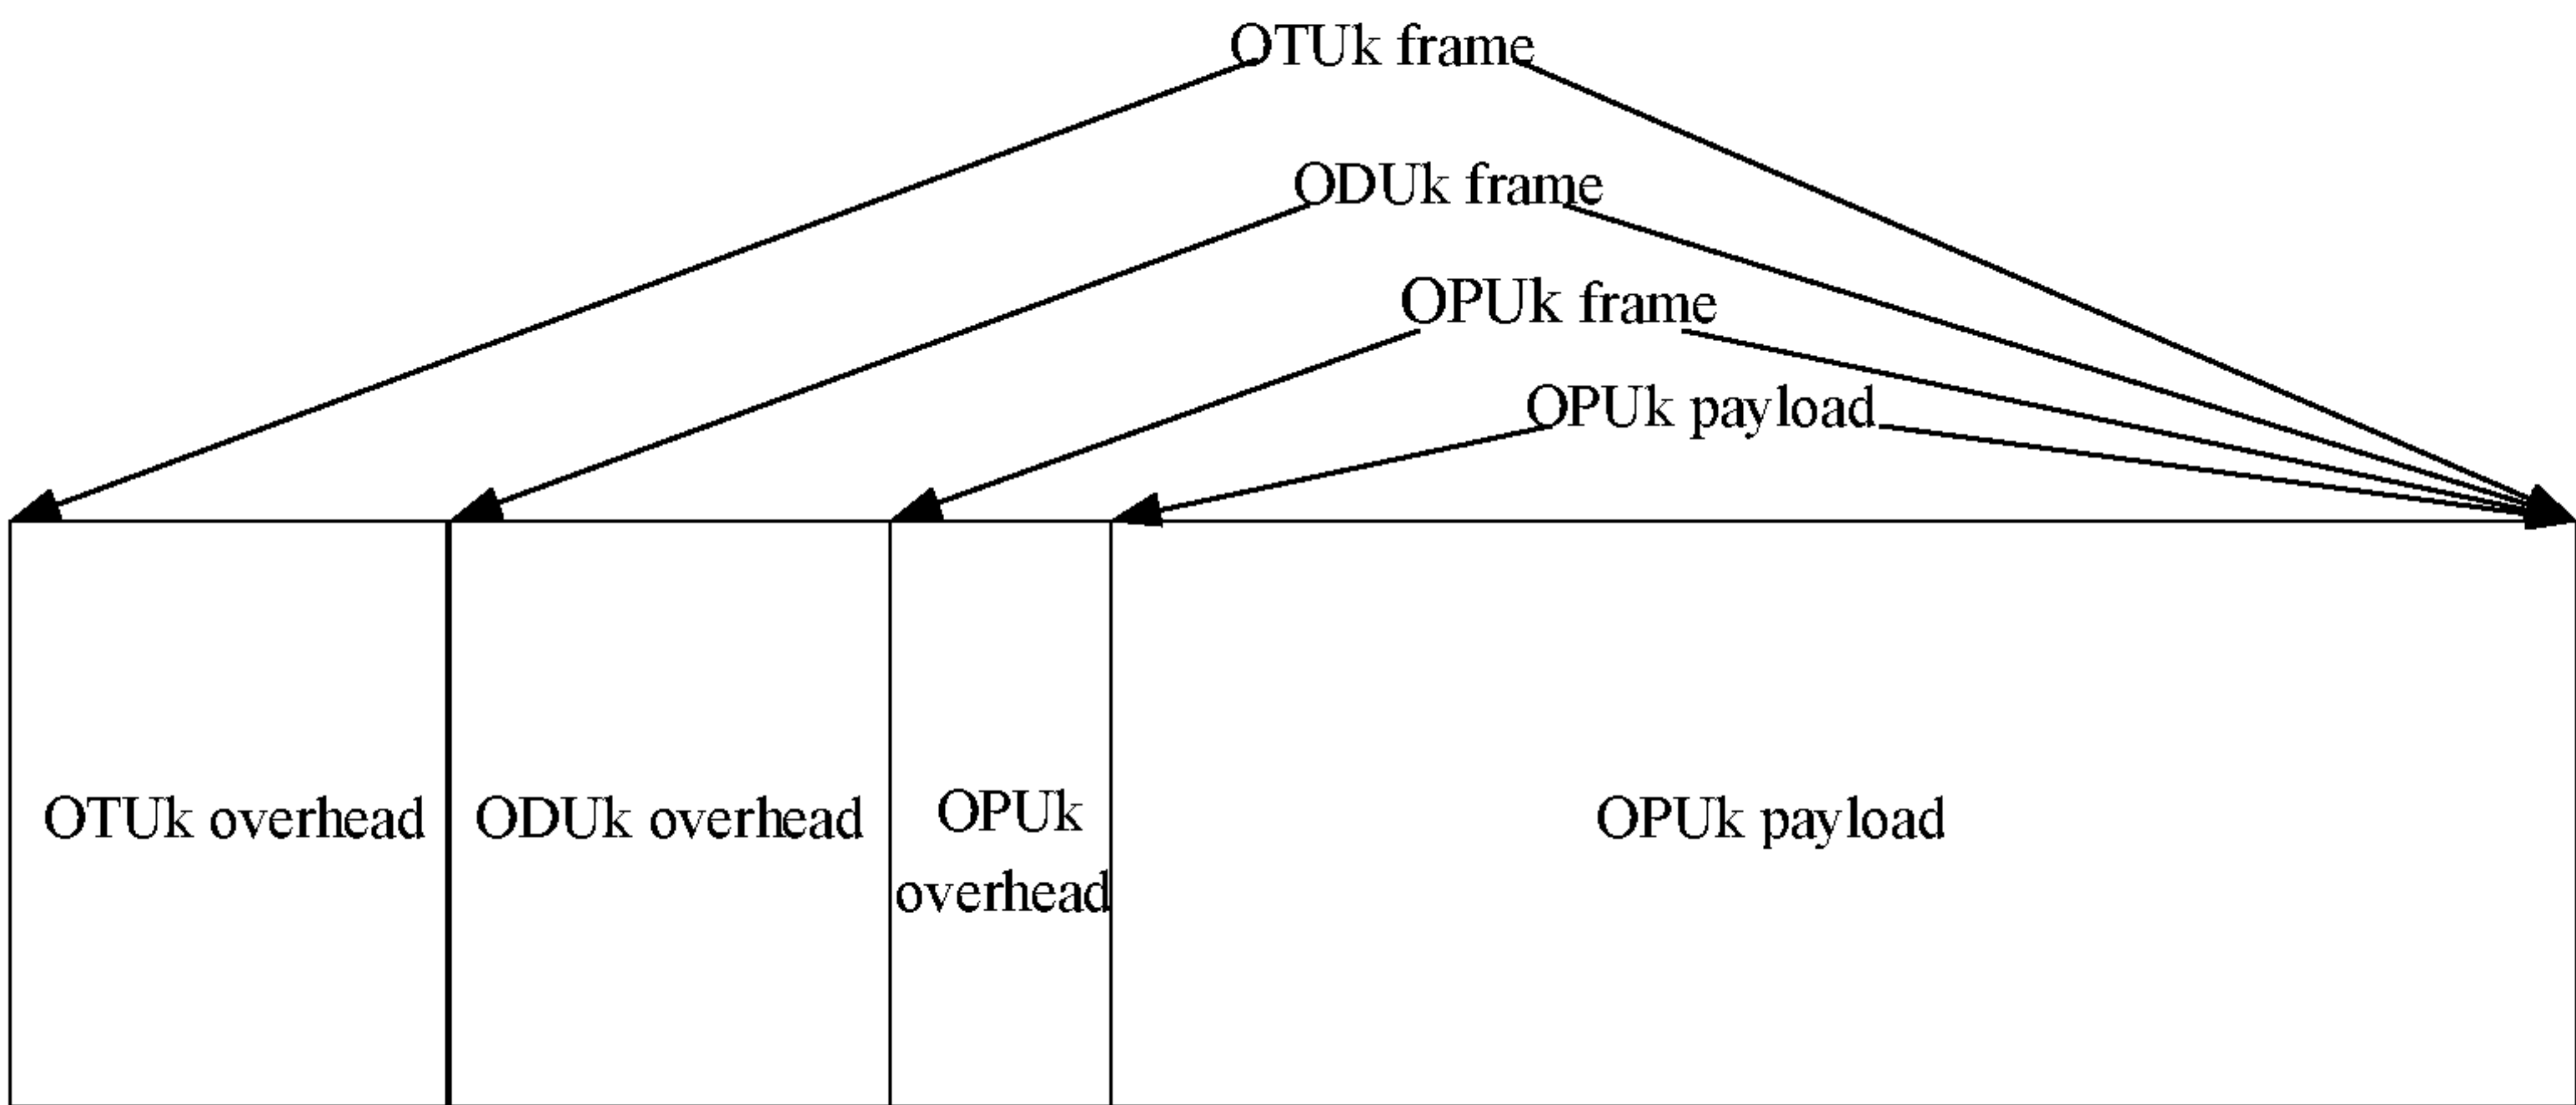 OTUk frame
ODUk frame
OPUk frame
OPUk payload
OTUk overhead
ODUk overhead
OPUk
overhead
OPUk payload